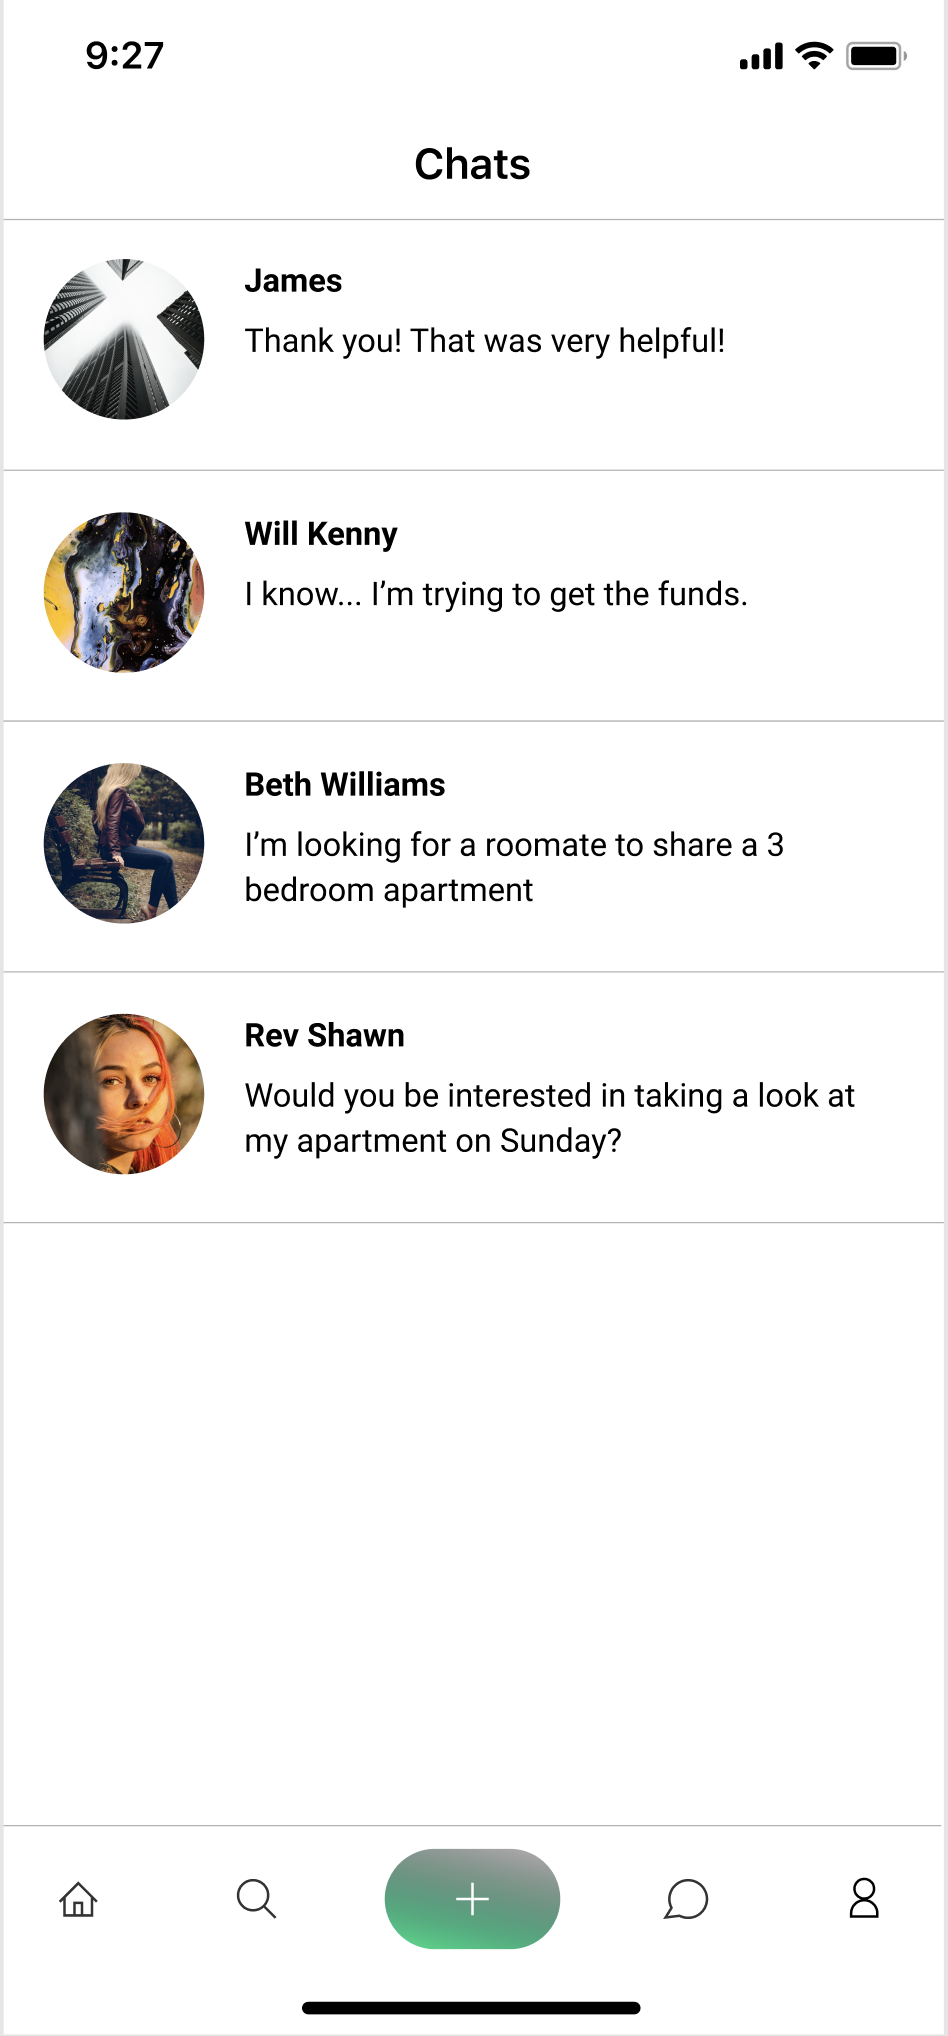 9:27
Chats
James
Thank you! That was very helpful!
Will Kenny
I know... I’m trying to get the funds.
Beth Williams
I’m looking for a roomate to share a 3
bedroom apartment
Rev Shawn
Would you be interested in taking a look at
my apartment on Sunday?